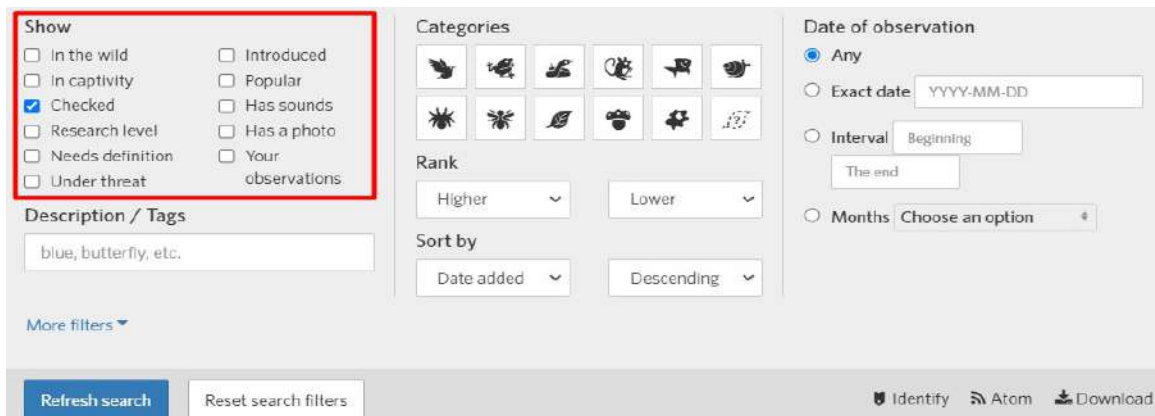 Show
In the wild
In captivity
Checked
Research level
Needs definition
Under threat
Introduced
Popular
Has sounds
Has a photo
Your
observations
Description / Tags
blue, butterfly, etc.
More filters
Categories
Rank
Higher
Lower
Sort by
Date added
Descending
Date of observation
Any
Exact date YYYY-MM-DD
Interval Beginning
The end
Months Choose an option
Refresh search
Reset search filters
Identify
Atom
Download